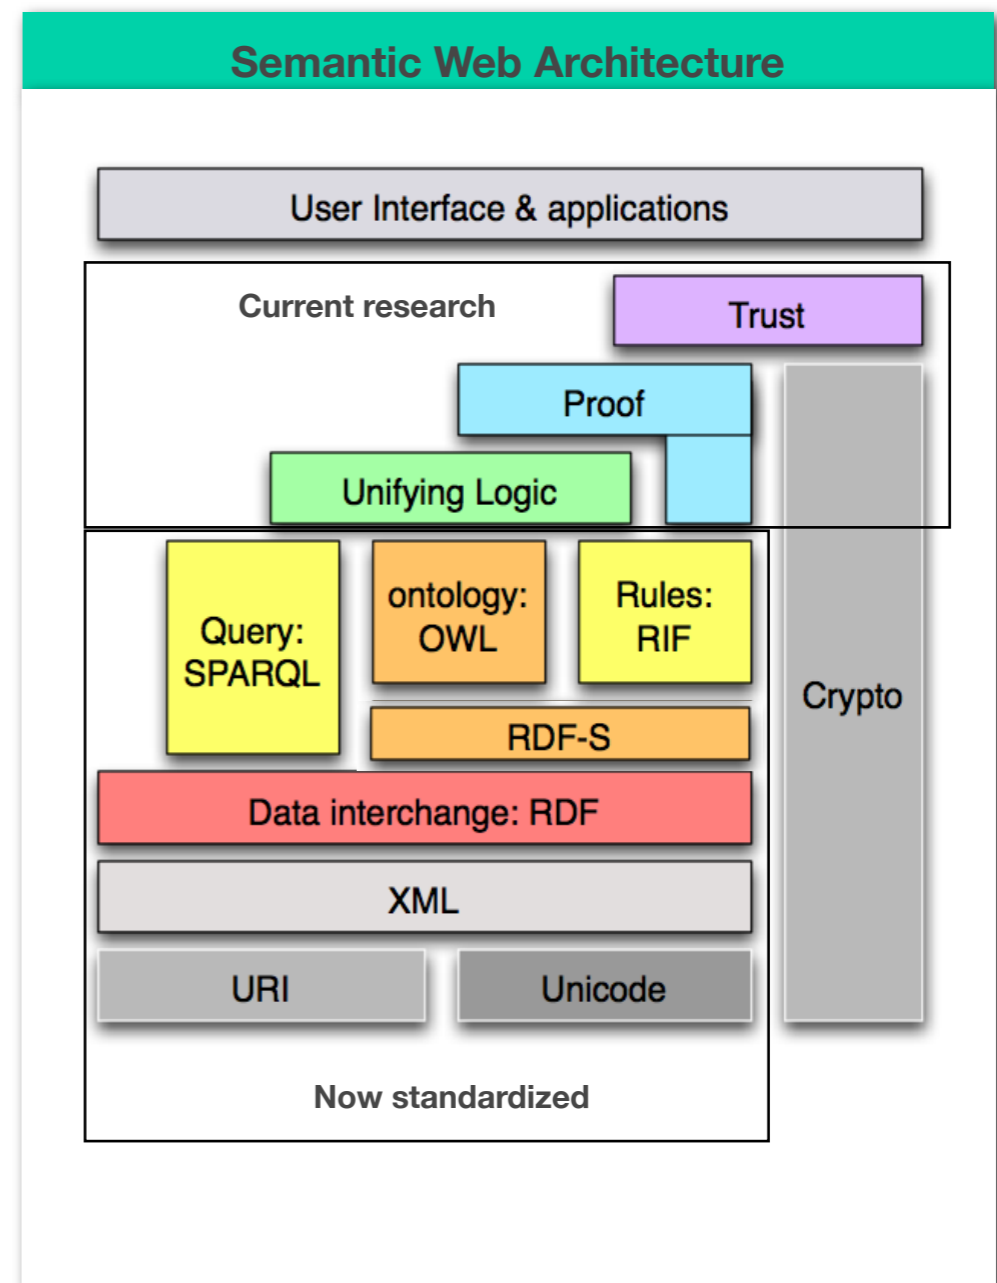 Semantic Web Architecture
User Interface & applications
Current research
Trust
Proof
Unifying Logic
Query:
SPARQL
ontology:
OWL
Rules:
RIF
Crypto
RDF-S
Data interchange: RDF
XML
URI
Unicode
Now standardized